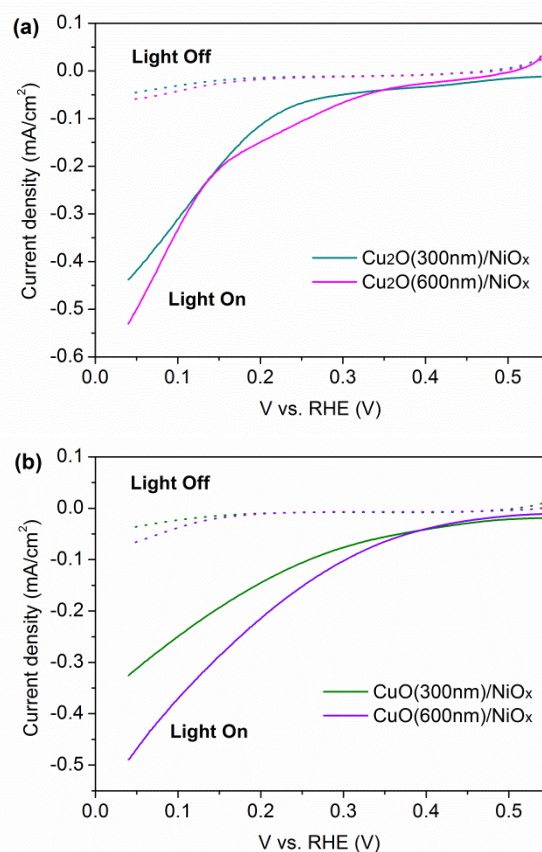 (a)
0.1
0.0
-0.1
-0.2
-0.3
-0.4
-0.5
-0.6
Current density (mA/cm²)
Light Off
Light On
Cu₂O(300nm)/NiOₓ
Cu₂O(600nm)/NiOₓ
0.0 0.1 0.2 0.3 0.4 0.5
V vs. RHE (V)
(b)
0.1
0.0
-0.1
-0.2
-0.3
-0.4
-0.5
Current density (mA/cm²)
Light Off
Light On
CuO(300nm)/NiOₓ
CuO(600nm)/NiOₓ
0.0 0.1 0.2 0.3 0.4 0.5
V vs. RHE (V)